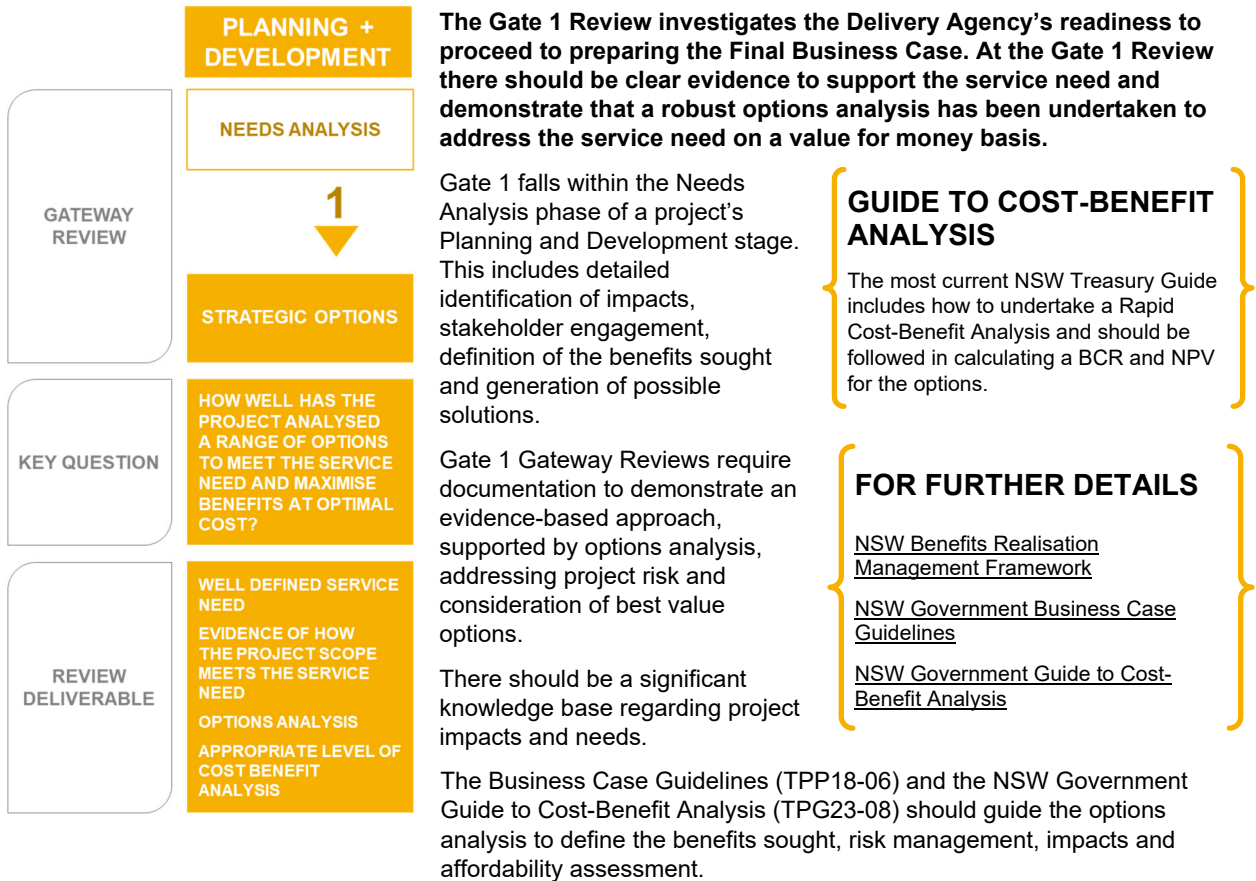 PLANNING +
DEVELOPMENT
GATEWAY
REVIEW
NEEDS ANALYSIS
1
STRATEGIC OPTIONS
KEY QUESTION
HOW WELL HAS THE
PROJECT ANALYSED
A RANGE OF OPTIONS
TO MEET THE SERVICE
NEED AND MAXIMISE
BENEFITS AT OPTIMAL
COST?
REVIEW
DELIVERABLE
WELL DEFINED SERVICE
NEED
EVIDENCE OF HOW
THE PROJECT SCOPE
MEETS THE SERVICE
NEED
OPTIONS ANALYSIS
APPROPRIATE LEVEL OF
COST BENEFIT
ANALYSIS
The Gate 1 Review investigates the Delivery Agency’s readiness to
proceed to preparing the Final Business Case. At the Gate 1 Review
there should be clear evidence to support the service need and
demonstrate that a robust options analysis has been undertaken to
address the service need on a value for money basis.
Gate 1 falls within the Needs
Analysis phase of a project’s
Planning and Development stage.
This includes detailed
identification of impacts,
stakeholder engagement,
definition of the benefits sought
and generation of possible
solutions.
Gate 1 Gateway Reviews require
documentation to demonstrate an
evidence-based approach,
supported by options analysis,
addressing project risk and
consideration of best value
options.
There should be a significant
knowledge base regarding project
impacts and needs.
GUIDE TO COST-BENEFIT
ANALYSIS
The most current NSW Treasury Guide
includes how to undertake a Rapid
Cost-Benefit Analysis and should be
followed in calculating a BCR and NPV
for the options.
FOR FURTHER DETAILS
NSW Benefits Realisation
Management Framework
NSW Government Business Case
Guidelines
NSW Government Guide to Cost-
Benefit Analysis
The Business Case Guidelines (TPP18-06) and the NSW Government
Guide to Cost-Benefit Analysis (TPG23-08) should guide the options
analysis to define the benefits sought, risk management, impacts and
affordability assessment.